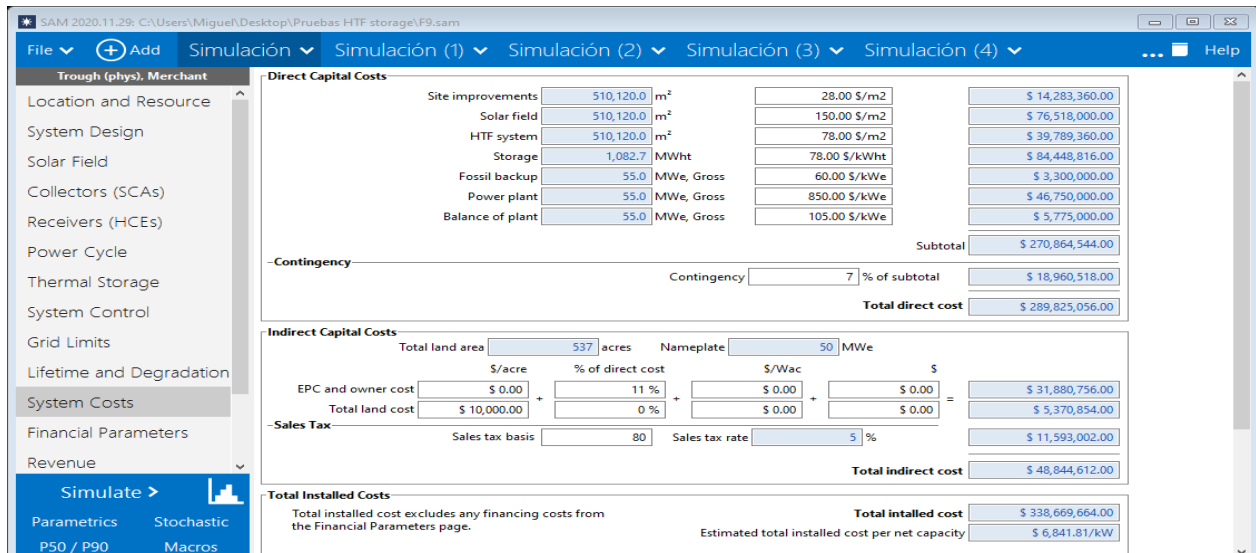 SAM 2020.11.29: C:\Users\Miguel\Desktop\Pruebas HTF storage\F9.sam
File Add Simulación Simulación (1) Simulación (2) Simulación (3) Simulación (4) ... Help
Trough (phys), Merchant
Location and Resource
System Design
Solar Field
Collectors (SCAs)
Receivers (HCEs)
Power Cycle
Thermal Storage
System Control
Grid Limits
Lifetime and Degradation
System Costs
Financial Parameters
Revenue
Simulate >
Parametrics Stochastic
P50 / P90 Macros
Direct Capital Costs
Site improvements 510,120.0 m² 28.00 $/m2 $ 14,283,360.00
Solar field 510,120.0 m² 150.00 $/m2 $ 76,518,000.00
HTF system 510,120.0 m² 78.00 $/m2 $ 39,789,360.00
Storage 1,082.7 MWht 78.00 $/kWht $ 84,448,816.00
Fossil backup 55.0 MWe, Gross 60.00 $/kWe $ 3,300,000.00
Power plant 55.0 MWe, Gross 850.00 $/kWe $ 46,750,000.00
Balance of plant 55.0 MWe, Gross 105.00 $/kWe $ 5,775,000.00
Subtotal $ 270,864,544.00
Contingency
Contingency 7 % of subtotal $ 18,960,518.00
Total direct cost $ 289,825,056.00
Indirect Capital Costs
Total land area 537 acres Nameplate 50 MWe
$/acre % of direct cost $/Wac $
EPC and owner cost $ 0.00 + 11 % + $ 0.00 + $ 0.00 = $ 31,880,756.00
Total land cost $ 10,000.00 0 % $ 0.00 $ 0.00 $ 5,370,854.00
Sales Tax
Sales tax basis 80 Sales tax rate 5 % $ 11,593,002.00
Total indirect cost $ 48,844,612.00
Total Installed Costs
Total installed cost excludes any financing costs from
the Financial Parameters page.
Total intalled cost $ 338,669,664.00
Estimated total installed cost per net capacity $ 6,841.81/kW